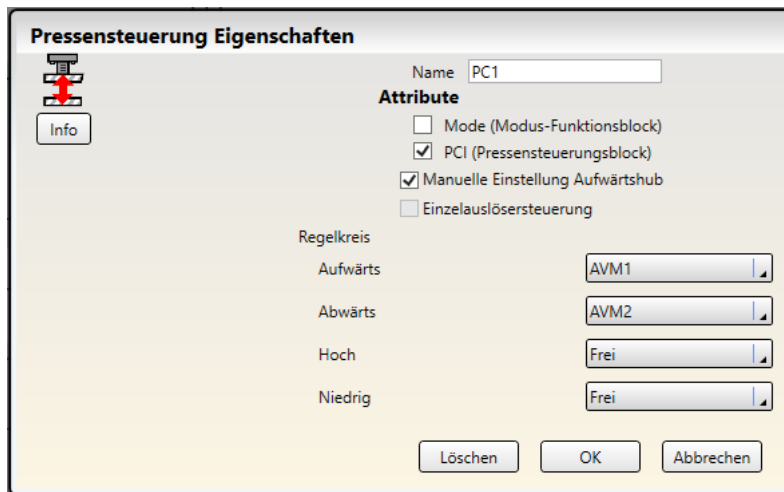 Pressensteuerung Eigenschaften
Name PC1
Attribute
Info
Mode (Modus-Funktionsblock)
PCI (Pressensteuerungsblock)
Manuelle Einstellung Aufwärtshub
Einzelauslösersteuerung
Regelkreis
Aufwärts AVM1
Abwärts AVM2
Hoch Frei
Niedrig Frei
Löschen OK Abbrechen